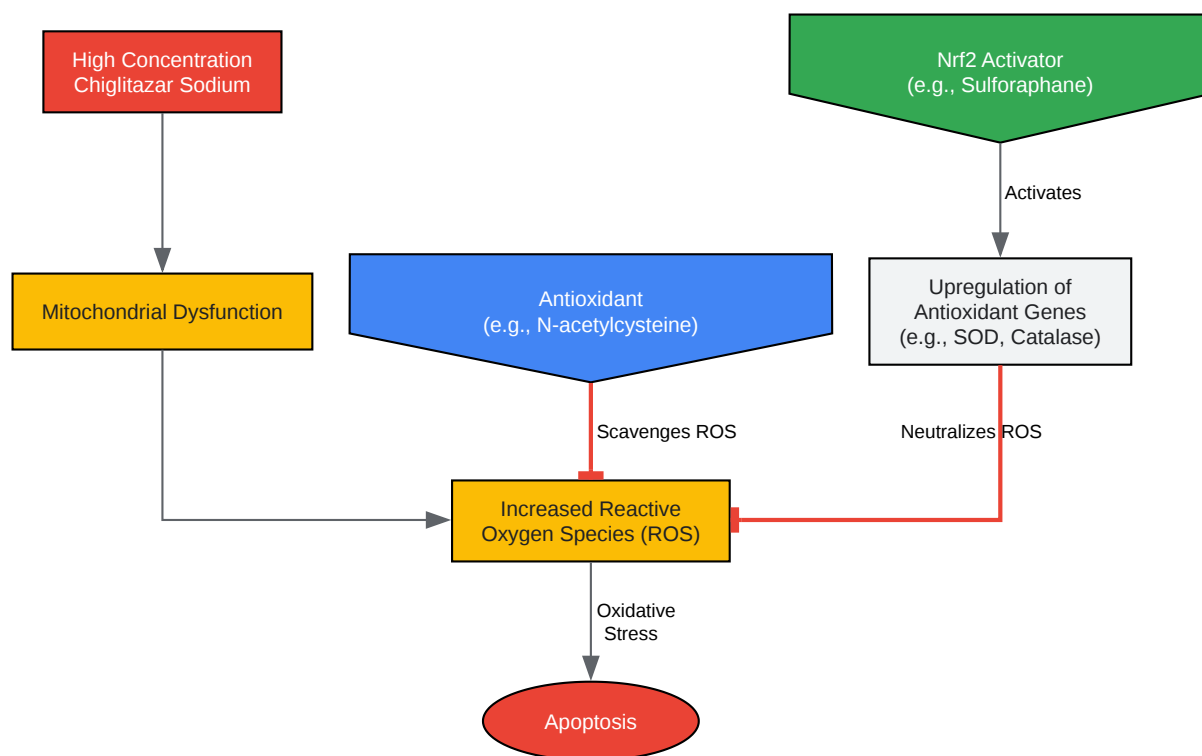 High Concentration
Chiglitazar Sodium
Nrf2 Activator
(e.g., Sulforaphane)
Activates
Mitochondrial Dysfunction
Antioxidant
(e.g., N-acetylcysteine)
Upregulation of
Antioxidant Genes
(e.g., SOD, Catalase)
Scavenges ROS
Neutralizes ROS
Increased Reactive
Oxygen Species (ROS)
Oxidative
Stress
Apoptosis